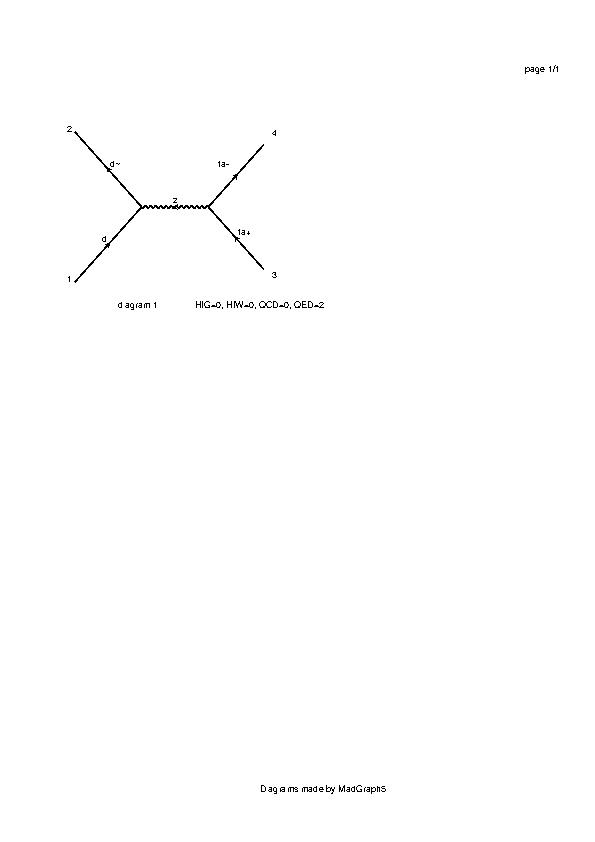 page 1/1
2
4
d~
ta-
z
d
ta+
1
3
diagram 1 HIG=0, HIW=0, QCD=0, QED=2
Diagrams made by MadGraph5